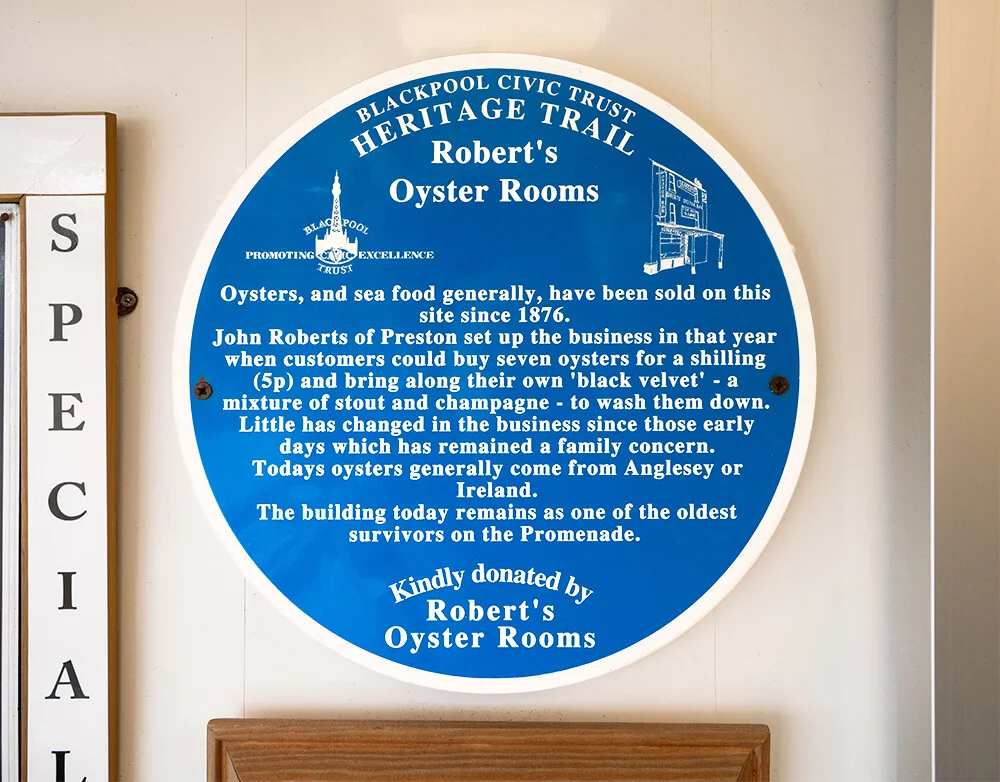 BLACKPOOL CIVIC TRUST
HERITAGE TRAIL
Robert's
Oyster Rooms
BLACKPOOL
PROMOTING CIVIC EXCELLENCE
TRUST
Oysters, and sea food generally, have been sold on this
site since 1876.
John Roberts of Preston set up the business in that year
when customers could buy seven oysters for a shilling
(5p) and bring along their own 'black velvet' - a
mixture of stout and champagne - to wash them down.
Little has changed in the business since those early
days which has remained a family concern.
Todays oysters generally come from Anglesey or
Ireland.
The building today remains as one of the oldest
survivors on the Promenade.
Kindly donated by
Robert's
Oyster Rooms
S
P
E
C
I
A
L